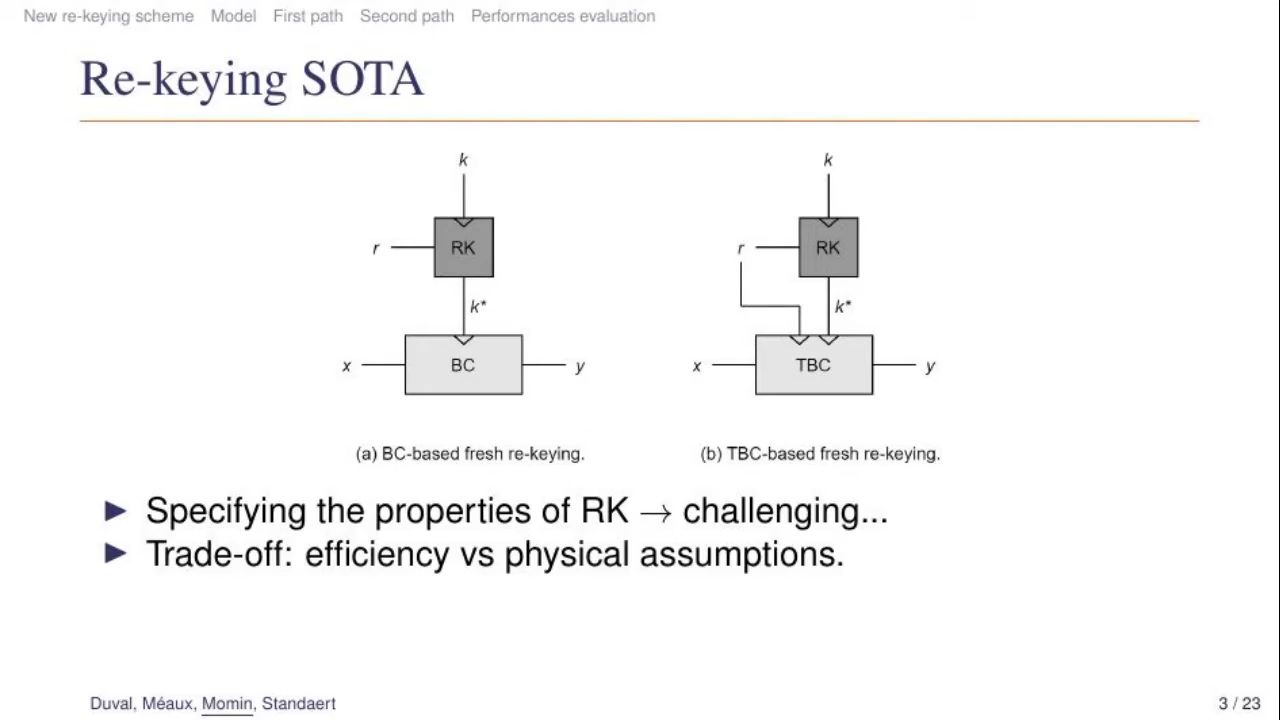 New re-keying scheme Model First path Second path Performances evaluation
Re-keying SOTA
k
r RK
k*
x BC y
(a) BC-based fresh re-keying.
k
r RK
k*
x TBC y
(b) TBC-based fresh re-keying.
▶ Specifying the properties of RK → challenging...
▶ Trade-off: efficiency vs physical assumptions.
Duval, Méaux, Momin, Standaert
3 / 23